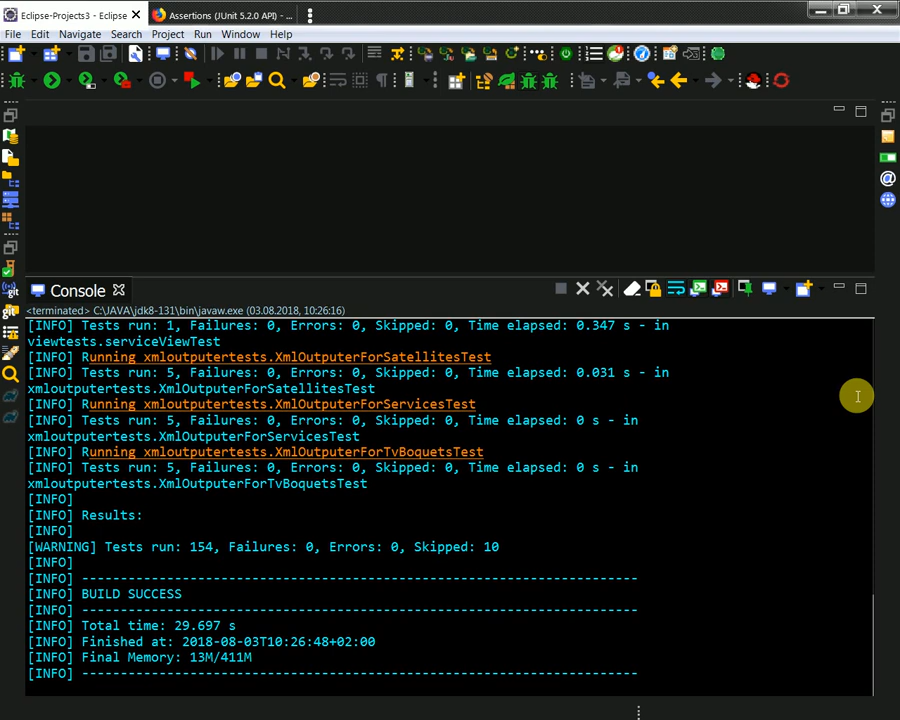 Eclipse-Projects3 - Eclipse
Assertions (JUnit 5.2.0 API) - ...
File Edit Navigate Search Project Run Window Help
Console
<terminated> C:\JAVA\jdk8-131\bin\javaw.exe (03.08.2018, 10:26:16)
[INFO] Tests run: 1, Failures: 0, Errors: 0, Skipped: 0, Time elapsed: 0.347 s - in
viewtests.serviceViewTest
[INFO] Running xmloutputertests.XmlOutputerForSatellitesTest
[INFO] Tests run: 5, Failures: 0, Errors: 0, Skipped: 0, Time elapsed: 0.031 s - in
xmloutputertests.XmlOutputerForSatellitesTest
[INFO] Running xmloutputertests.XmlOutputerForServicesTest
[INFO] Tests run: 5, Failures: 0, Errors: 0, Skipped: 0, Time elapsed: 0 s - in
xmloutputertests.XmlOutputerForServicesTest
[INFO] Running xmloutputertests.XmlOutputerForTvBoquetsTest
[INFO] Tests run: 5, Failures: 0, Errors: 0, Skipped: 0, Time elapsed: 0 s - in
xmloutputertests.XmlOutputerForTvBoquetsTest
[INFO]
[INFO] Results:
[INFO]
[WARNING] Tests run: 154, Failures: 0, Errors: 0, Skipped: 10
[INFO]
[INFO] ------------------------------------------------------------------------
[INFO] BUILD SUCCESS
[INFO] ------------------------------------------------------------------------
[INFO] Total time: 29.697 s
[INFO] Finished at: 2018-08-03T10:26:48+02:00
[INFO] Final Memory: 13M/411M
[INFO] ------------------------------------------------------------------------